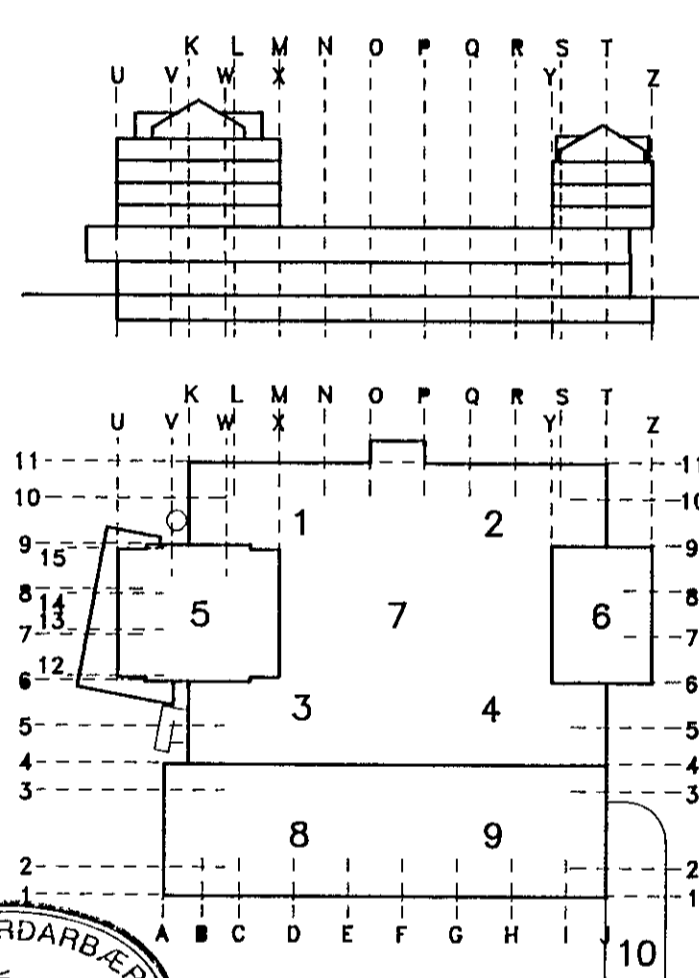 K L M N O P Q R S T
U V W X Y Z
K L M N O P Q R S T
U V W X Y Z
11 11
10 1 2 10
9 9
15
8 8
14
5 7 6
13
7 7
12
6 6
3 4
5 5
4 4
3 3
8 9
2 2
1 1
A B C D E F G H I J
RÐARBÆR
10